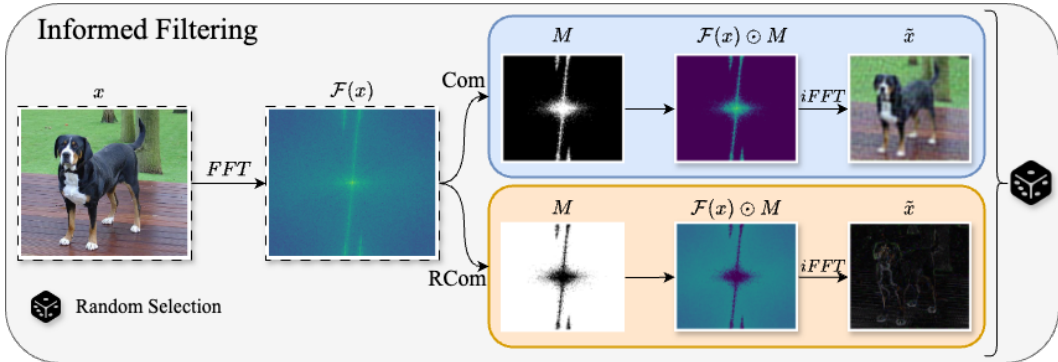 Informed Filtering
x
FFT
𝓕(x)
Com
M
𝓕(x) ⊙ M
iFFT
x̃
RCom
M
𝓕(x) ⊙ M
iFFT
x̃
Random Selection